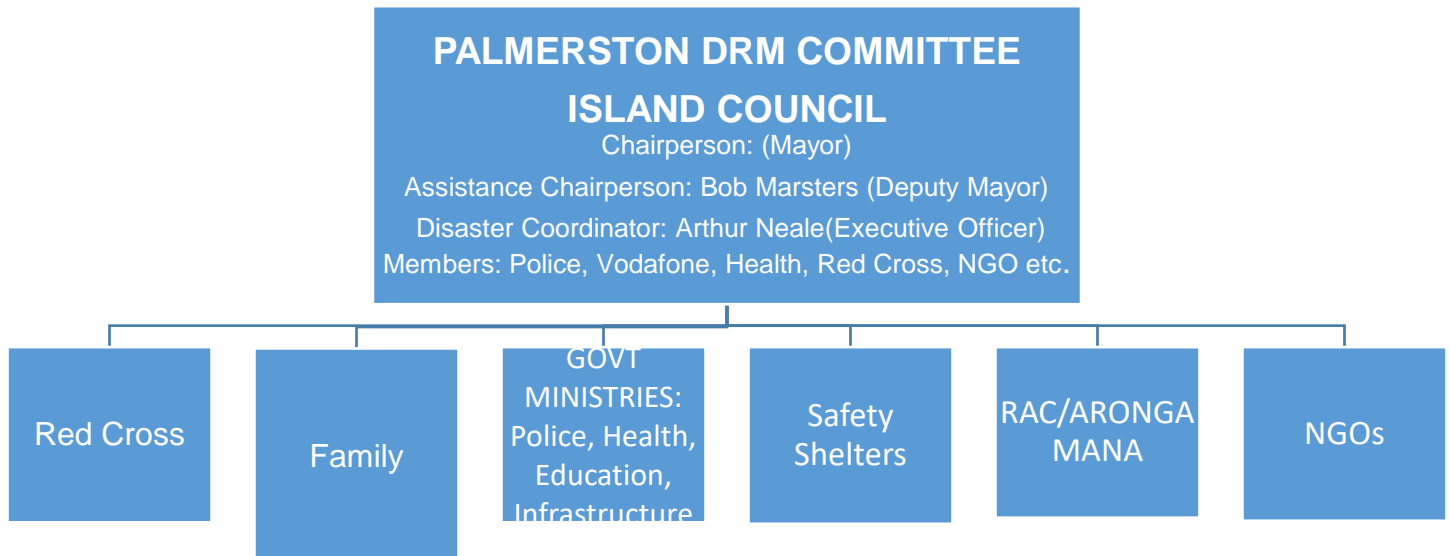 PALMERSTON DRM COMMITTEE
ISLAND COUNCIL
Chairperson: (Mayor)
Assistance Chairperson: Bob Marsters (Deputy Mayor)
Disaster Coordinator: Arthur Neale(Executive Officer)
Members: Police, Vodafone, Health, Red Cross, NGO etc.
Red Cross
Family
GOVT
MINISTRIES:
Police, Health,
Education,
Infrastructure
Safety
Shelters
RAC/ARONGA
MANA
NGOs